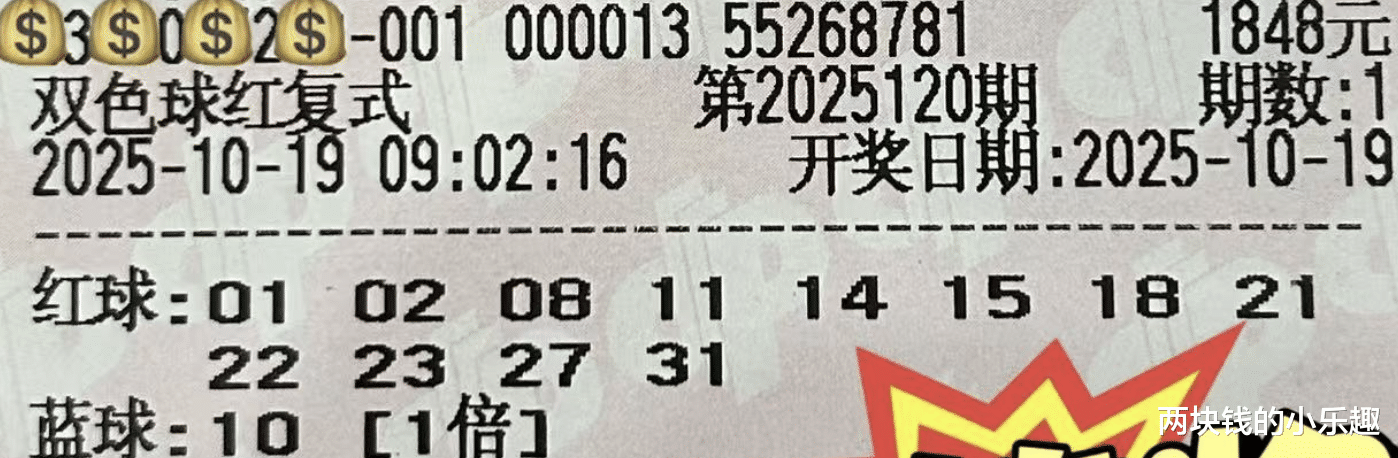 3 0 2 -001 000013 55268781 1848元
双色球红复式 第2025120期 期数:1
2025-10-19 09:02:16 开奖日期:2025-10-19
红球:01 02 08 11 14 15 18 21
22 23 27 31
蓝球:10 [1倍]
两块钱的小乐趣